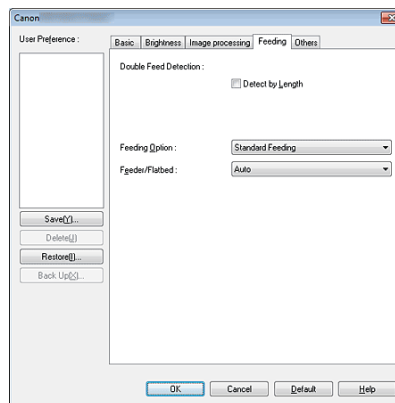 Canon
User Preference :
Basic Brightness Image processing Feeding Others
Double Feed Detection :
Detect by Length
Feeding Option : Standard Feeding
Feeder/Flatbed : Auto
Save(Y)...
Delete(J)
Restore(I)...
Back Up(X)...
OK Cancel Default Help